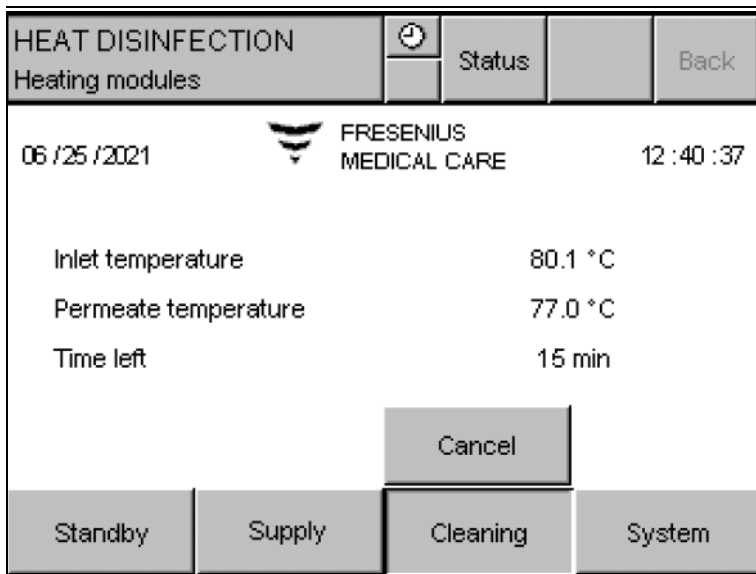 HEAT DISINFECTION
Heating modules
Status
Back
06 /25 /2021
FRESENIUS
MEDICAL CARE
12 :40 :37
Inlet temperature 80.1 °C
Permeate temperature 77.0 °C
Time left 15 min
Cancel
Standby Supply Cleaning System